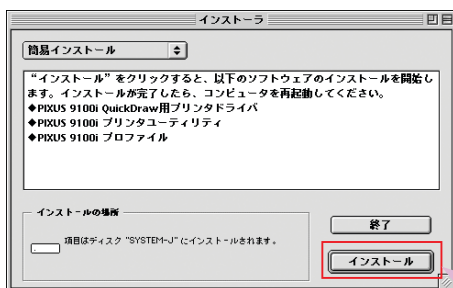 インストーラ
簡易インストール
“インストール”をクリックすると、以下のソフトウェアのインストールを開始し
ます。インストールが完了したら、コンピュータを再起動してください。
◆PIXUS 9100i QuickDraw用プリンタドライバ
◆PIXUS 9100i プリンタユーティリティ
◆PIXUS 9100i プロファイル
インストールの場所
項目はディスク “SYSTEM-J” にインストールされます。
終了
インストール